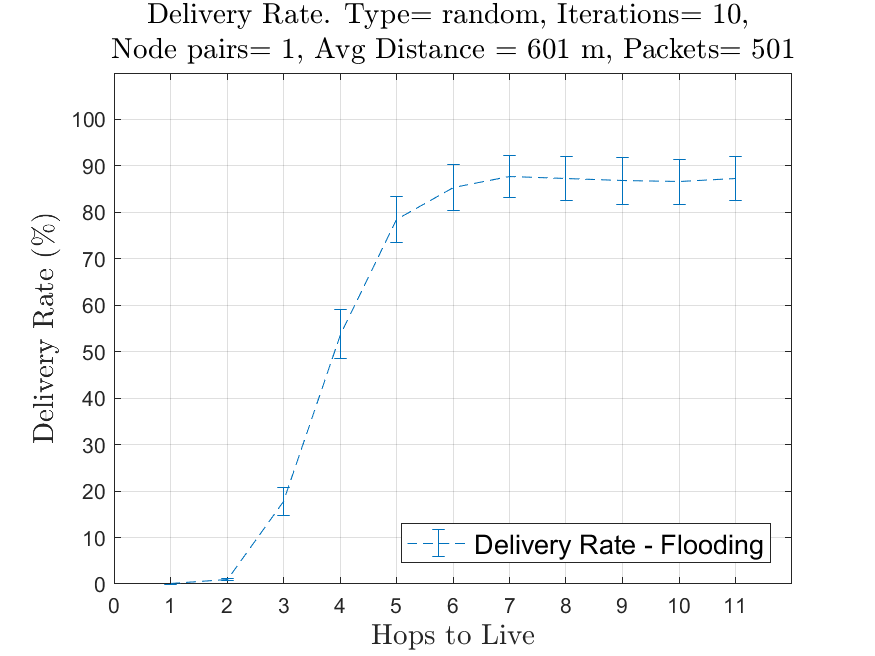 Delivery Rate. Type= random, Iterations= 10,
Node pairs= 1, Avg Distance = 601 m, Packets= 501
100
90
80
70
60
50
40
30
20
10
0
Delivery Rate (%)
Delivery Rate - Flooding
0 1 2 3 4 5 6 7 8 9 10 11
Hops to Live